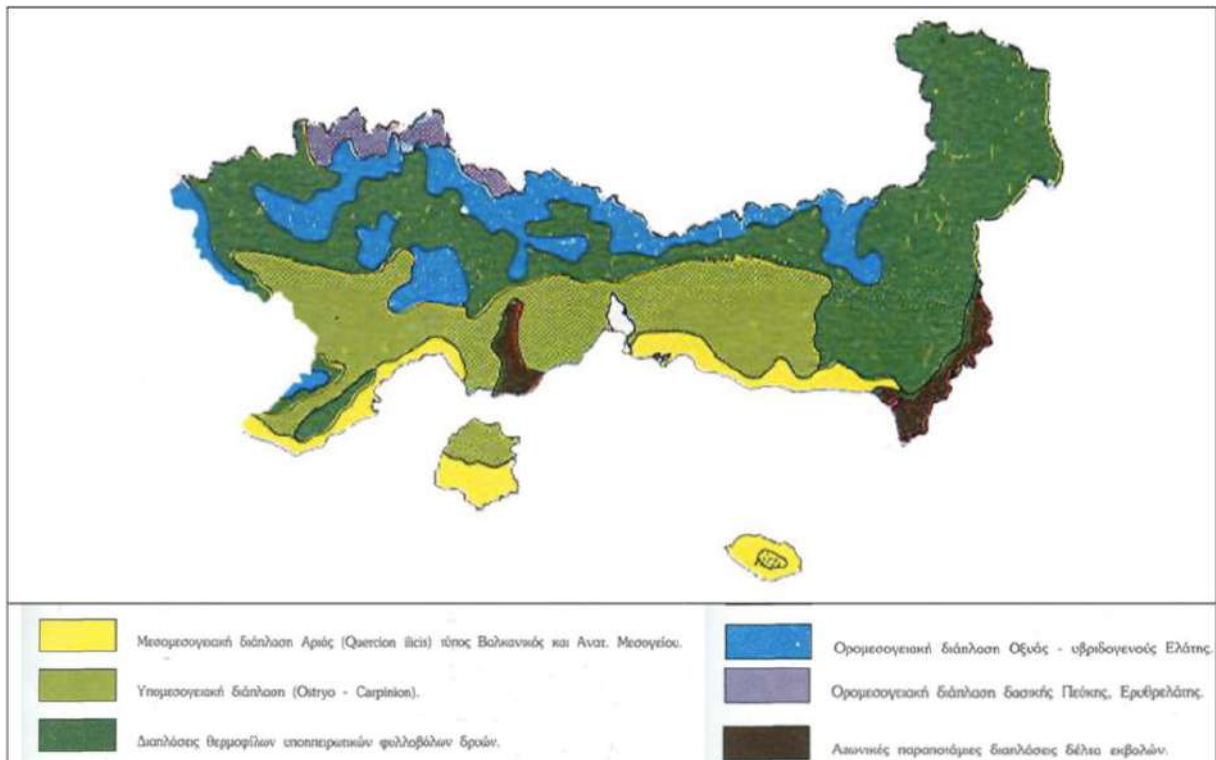 Μεσομεσογειακή διάπλαση Αριάς (Quercion ilicis) τύπος Βαλκανικός και Ανατ. Μεσογείου.
Υπομεσογειακή διάπλαση (Ostryo - Carpinion).
Διαπλάσεις θερμοφίλων υποηπειρωτικών φυλλοβόλων δρυών.
Ορομεσογειακή διάπλαση Οξυάς - υβριδογενούς Ελάτης.
Ορομεσογειακή διάπλαση δασικής Πεύκης, Ερυθρελάτης.
Αζωνικές παραποτάμιες διαπλάσεις δέλτα εκβολών.